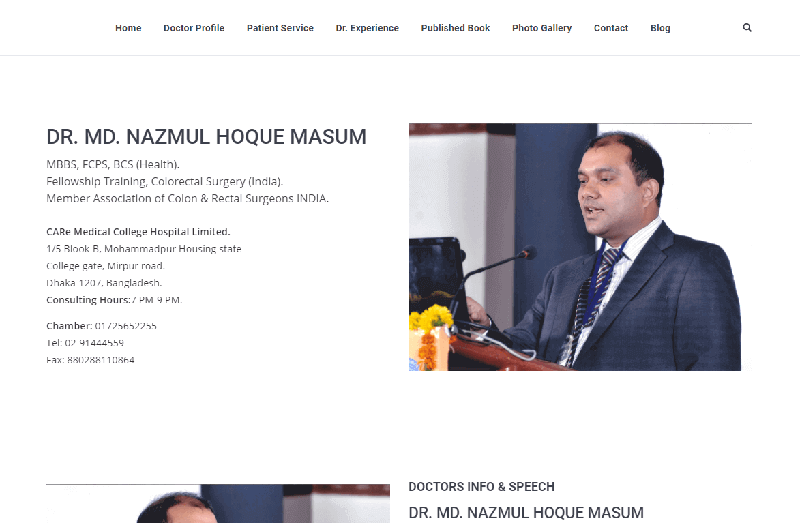 Home Doctor Profile Patient Service Dr. Experience Published Book Photo Gallery Contact Blog
DR. MD. NAZMUL HOQUE MASUM
MBBS, FCPS, BCS (Health).
Fellowship Training, Colorectal Surgery (India).
Member Association of Colon & Rectal Surgeons INDIA.
CARe Medical College Hospital Limited.
1/5 Blook-B, Mohammadpur Housing state
College gate, Mirpur road.
Dhaka-1207, Bangladesh.
Consulting Hours:7 PM-9 PM.
Chamber: 01725652255
Tel: 02-91444559
Fax: 880288110864
DOCTORS INFO & SPEECH
DR. MD. NAZMUL HOQUE MASUM